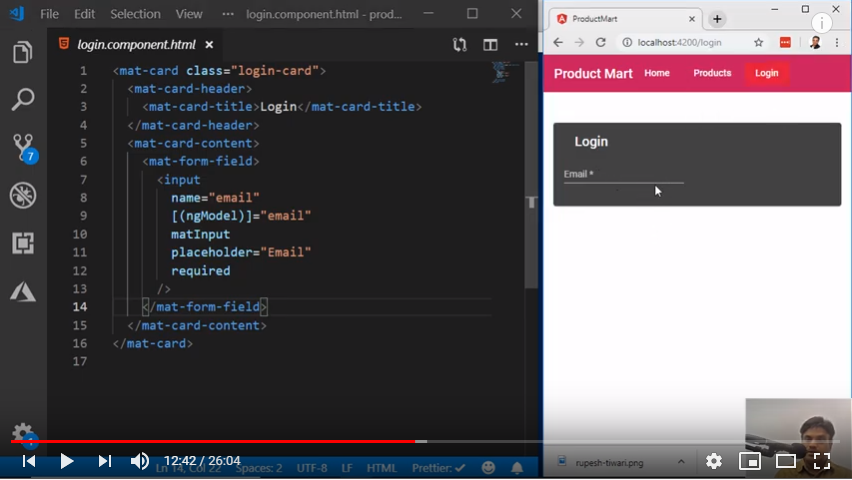 File Edit Selection View ··· login.component.html - prod...
login.component.html
1 <mat-card class="login-card">
2 <mat-card-header>
3 <mat-card-title>Login</mat-card-title>
4 </mat-card-header>
5 <mat-card-content>
6 <mat-form-field>
7 <input
8 name="email"
9 [(ngModel)]="email"
10 matInput
11 placeholder="Email"
12 required
13 />
14 </mat-form-field>
15 </mat-card-content>
16 </mat-card>
17
7
Ln 14, Col 22 Spaces: 2 UTF-8 LF HTML Prettier: ✓
12:42 / 26:04
ProductMart
localhost:4200/login
Product Mart Home Products Login
Login
Email *
rupesh-tiwari.png